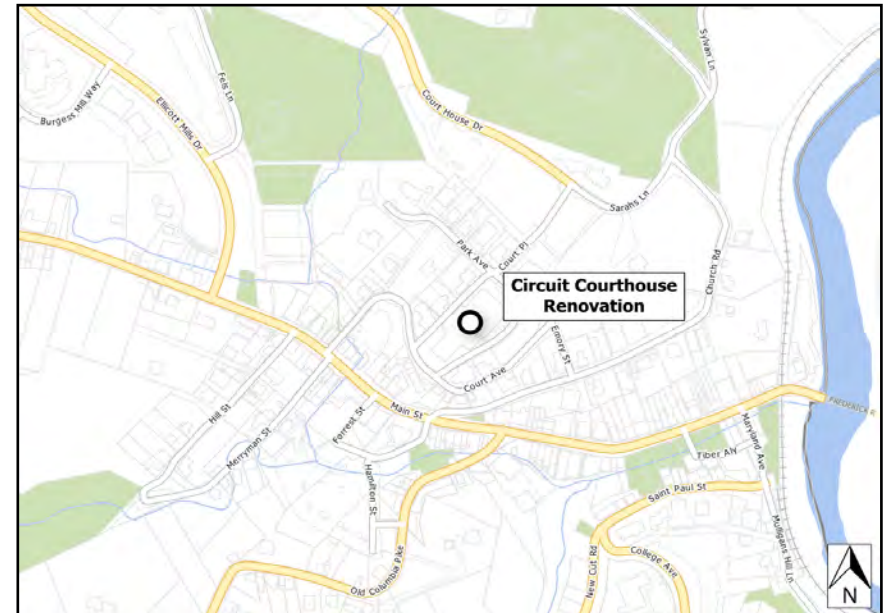 Sylvan Ln
Fels Ln
Burgess Mill Way
Ellicott Mills Dr
Court House Dr
Sarahs Ln
Park Ave
Court Pl
Church Rd
Circuit Courthouse
Renovation
Emory St
Court Ave
Hill St
Merryman St
Forrest St
Main St
FREDERICK R
Maryland Ave
Tiber AN
Hamilton St
Saint Paul St
Old Columbia Pike
New Cut Rd
College Ave
Mulligans Hill Ln
N